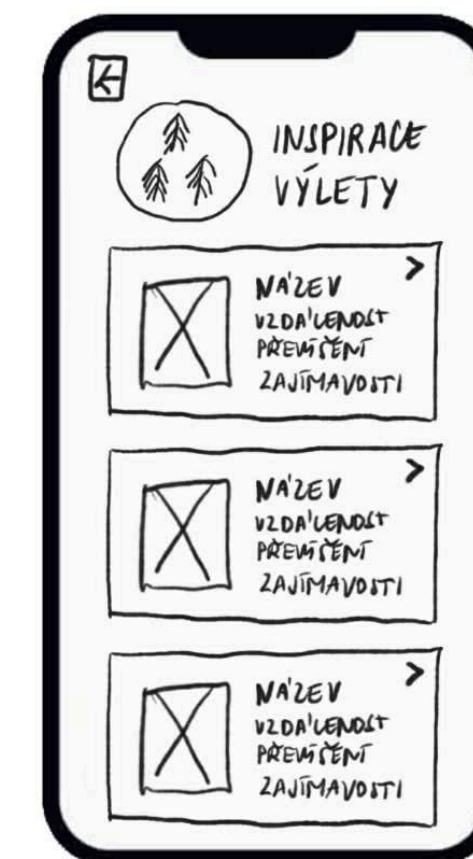 INSPIRACE
VÝLETY
NÁZEV
VZDÁLENOST
PŘEVÝŠENÍ
ZAJÍMAVOSTI
NÁZEV
VZDÁLENOST
PŘEVÝŠENÍ
ZAJÍMAVOSTI
NÁZEV
VZDÁLENOST
PŘEVÝŠENÍ
ZAJÍMAVOSTI